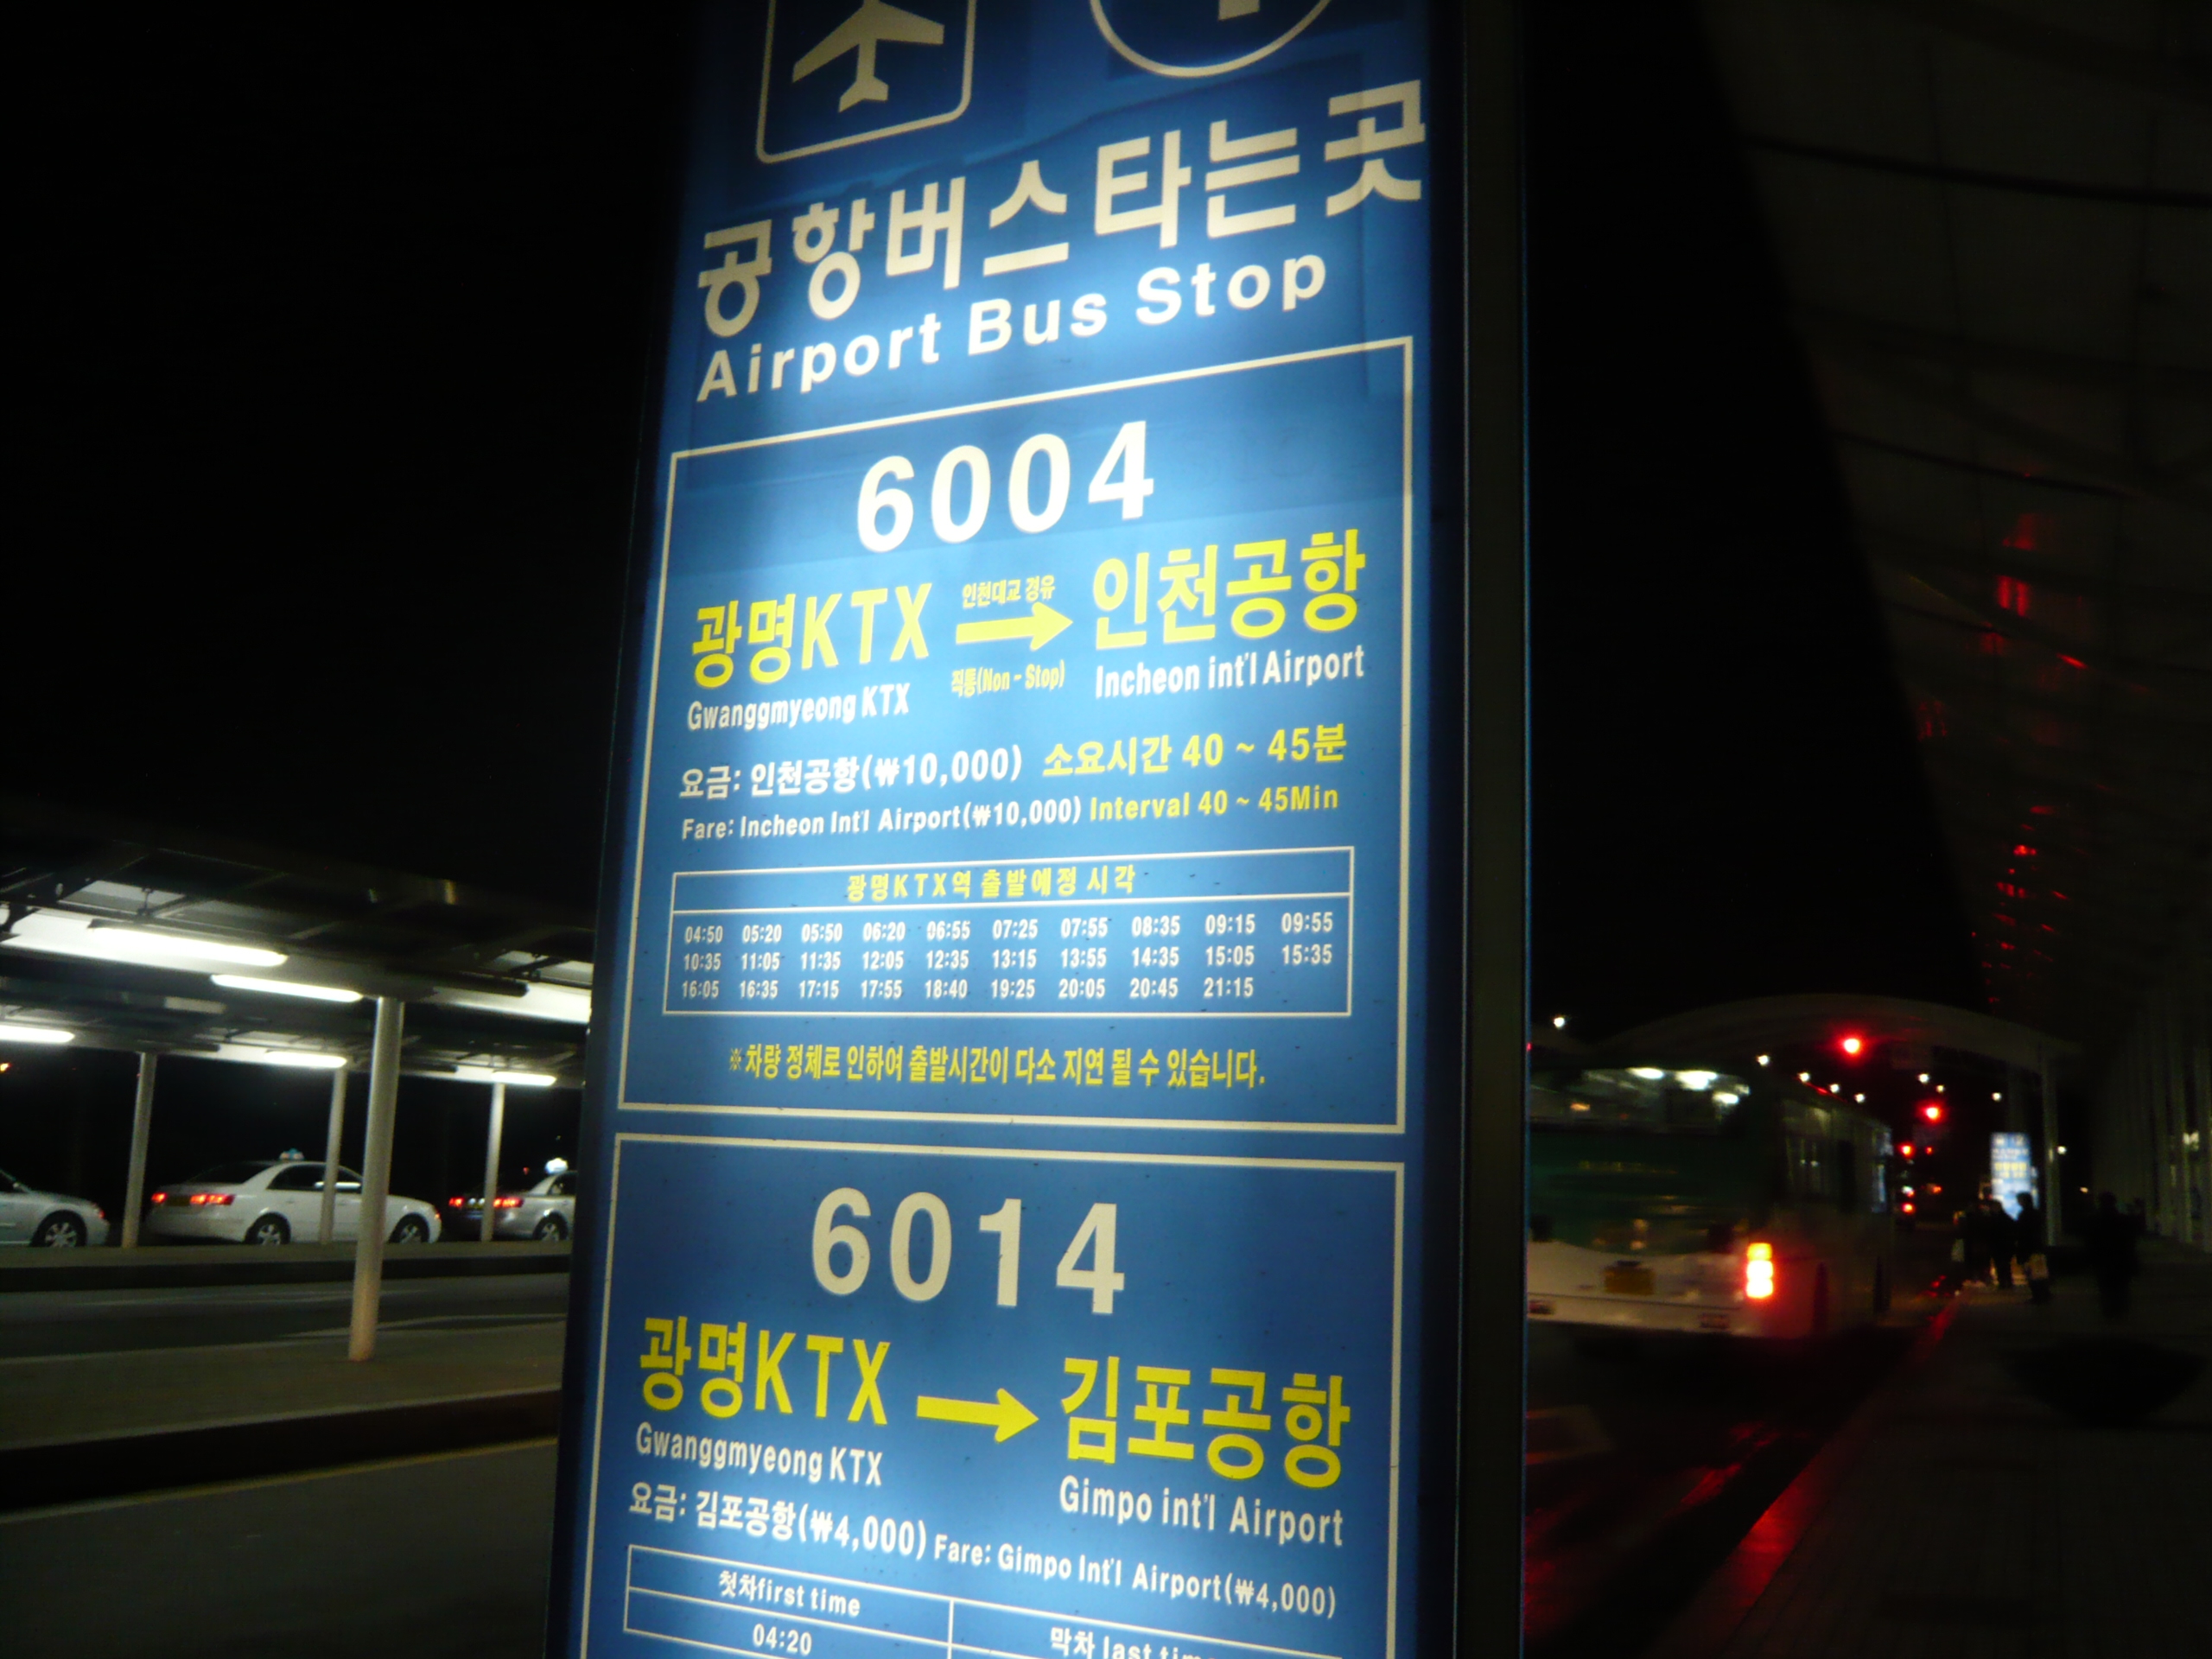 공항버스타는곳
Airport Bus Stop
6004
광명KTX 인천대교 경유 인천공항
Gwanggmyeong KTX 직통(Non - Stop) Incheon int'l Airport
요금: 인천공항(₩10,000) 소요시간 40 ~ 45분
Fare: Incheon Int'l Airport(₩10,000) Interval 40 ~ 45Min
광명KTX역 출발예정 시각
04:50 05:20 05:50 06:20 06:55 07:25 07:55 08:35 09:15 09:55
10:35 11:05 11:35 12:05 12:35 13:15 13:55 14:35 15:05 15:35
16:05 16:35 17:15 17:55 18:40 19:25 20:05 20:45 21:15
※ 차량 정체로 인하여 출발시간이 다소 지연 될 수 있습니다.
6014
광명KTX → 김포공항
Gwanggmyeong KTX Gimpo int'l Airport
요금: 김포공항(₩4,000) Fare: Gimpo Int'l Airport(₩4,000)
첫차first time 막차 last time
04:20